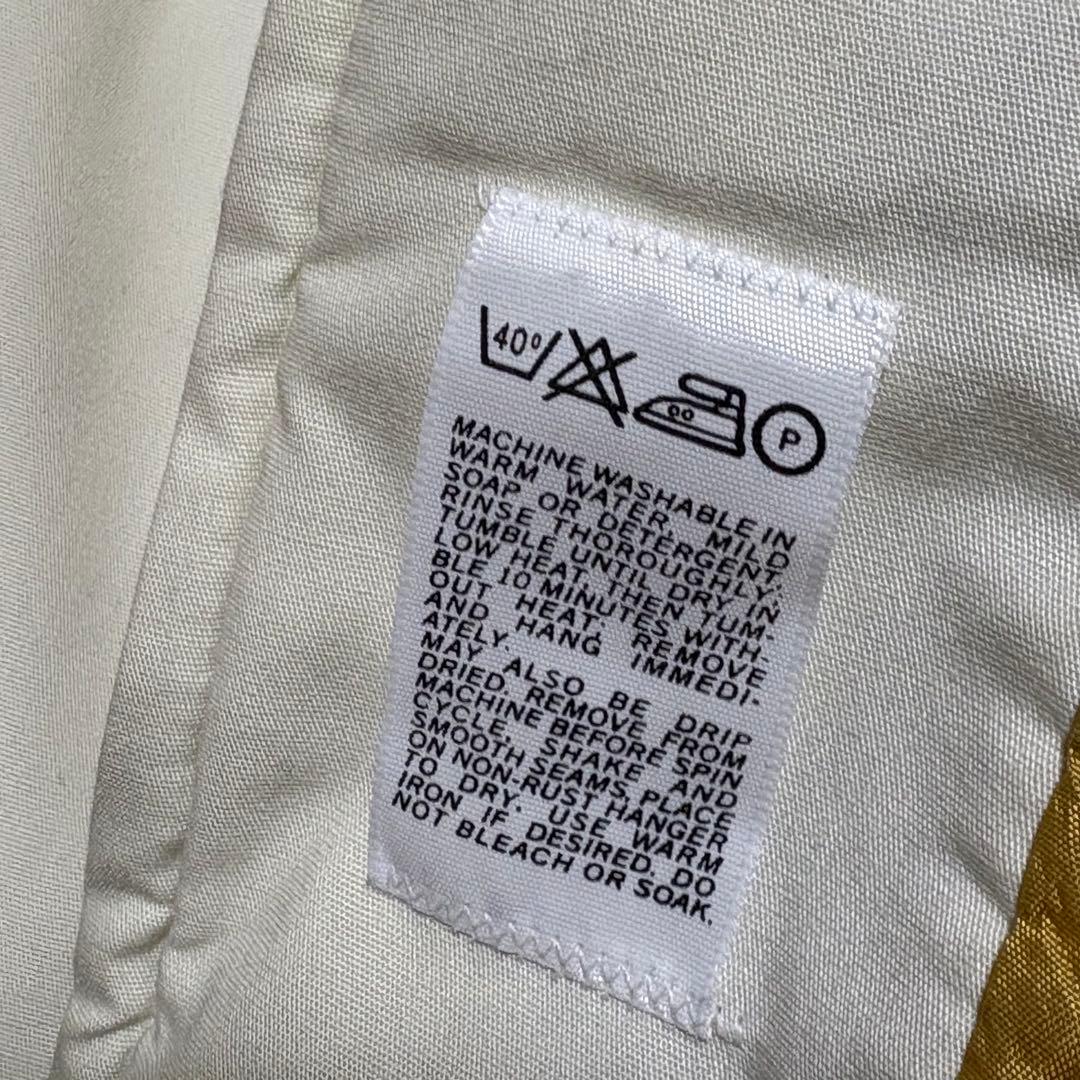 40°
P
MACHINE WASHABLE IN
WARM WATER, MILD
SOAP OR DETERGENT.
RINSE THOROUGHLY.
TUMBLE UNTIL DRY IN
LOW HEAT, THEN TUM-
BLE 10 MINUTES WITH-
OUT HEAT, REMOVE
AND HANG IMMEDI-
ATELY.
MAY ALSO BE DRIP
DRIED. REMOVE FROM
MACHINE BEFORE SPIN
CYCLE. SHAKE AND
SMOOTH SEAMS, PLACE
ON NON-RUST HANGER
TO DRY. USE WARM
IRON IF DESIRED. DO
NOT BLEACH OR SOAK.